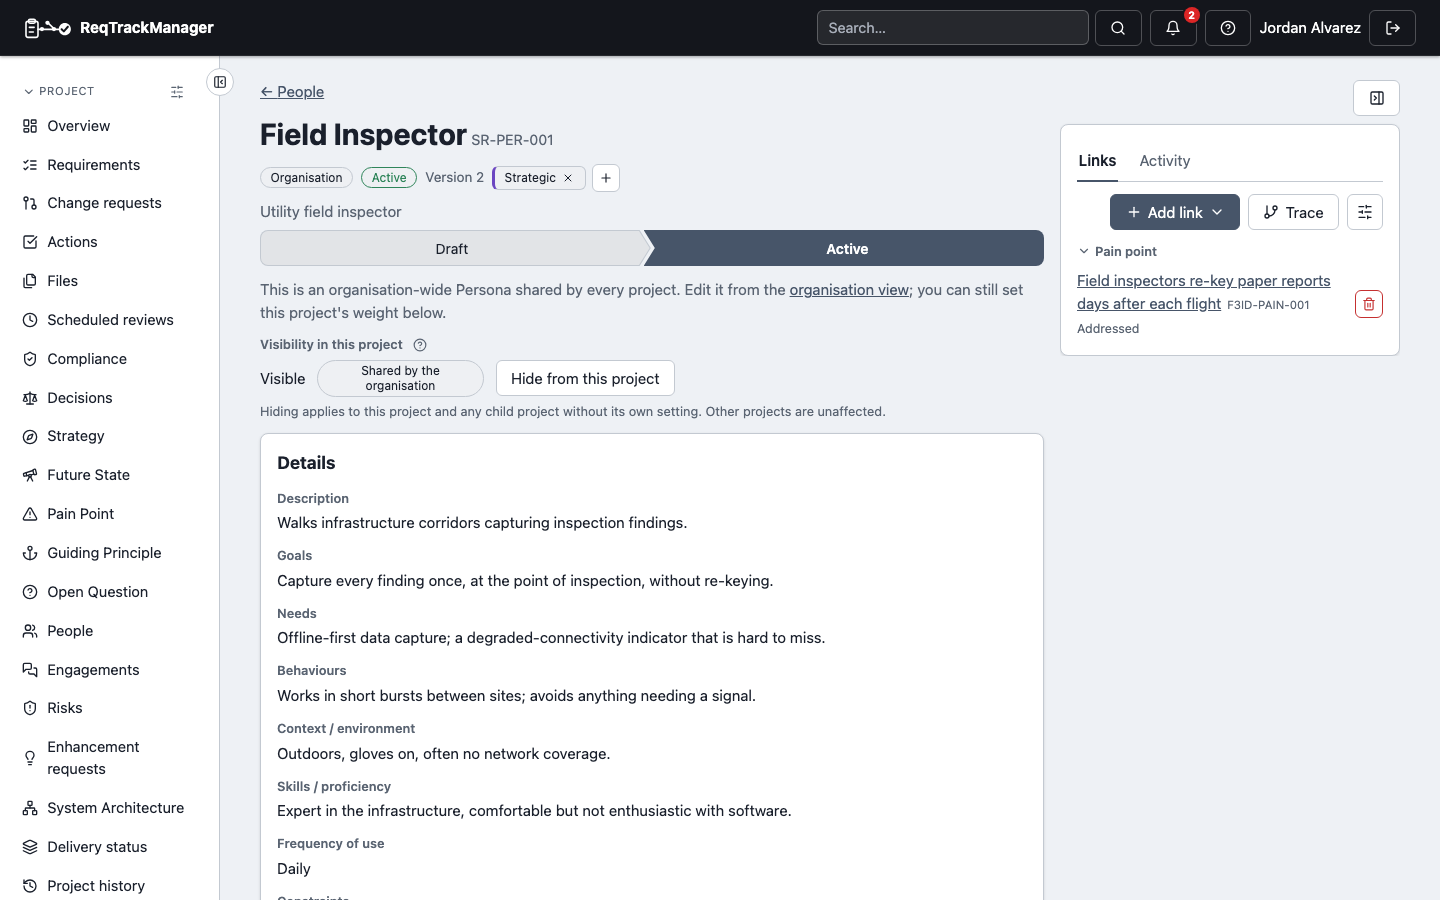 ReqTrackManager
Search...
2
Jordan Alvarez
PROJECT
Overview
Requirements
Change requests
Actions
Files
Scheduled reviews
Compliance
Decisions
Strategy
Future State
Pain Point
Guiding Principle
Open Question
People
Engagements
Risks
Enhancement
requests
System Architecture
Delivery status
Project history
← People
Field Inspector SR-PER-001
Organisation Active Version 2 Strategic × +
Utility field inspector
Draft Active
This is an organisation-wide Persona shared by every project. Edit it from the organisation view; you can still set
this project's weight below.
Visibility in this project
Visible Shared by the
organisation
Hide from this project
Hiding applies to this project and any child project without its own setting. Other projects are unaffected.
Details
Description
Walks infrastructure corridors capturing inspection findings.
Goals
Capture every finding once, at the point of inspection, without re-keying.
Needs
Offline-first data capture; a degraded-connectivity indicator that is hard to miss.
Behaviours
Works in short bursts between sites; avoids anything needing a signal.
Context / environment
Outdoors, gloves on, often no network coverage.
Skills / proficiency
Expert in the infrastructure, comfortable but not enthusiastic with software.
Frequency of use
Daily
Constraints
Links Activity
+ Add link Trace
Pain point
Field inspectors re-key paper reports
days after each flight F3ID-PAIN-001
Addressed